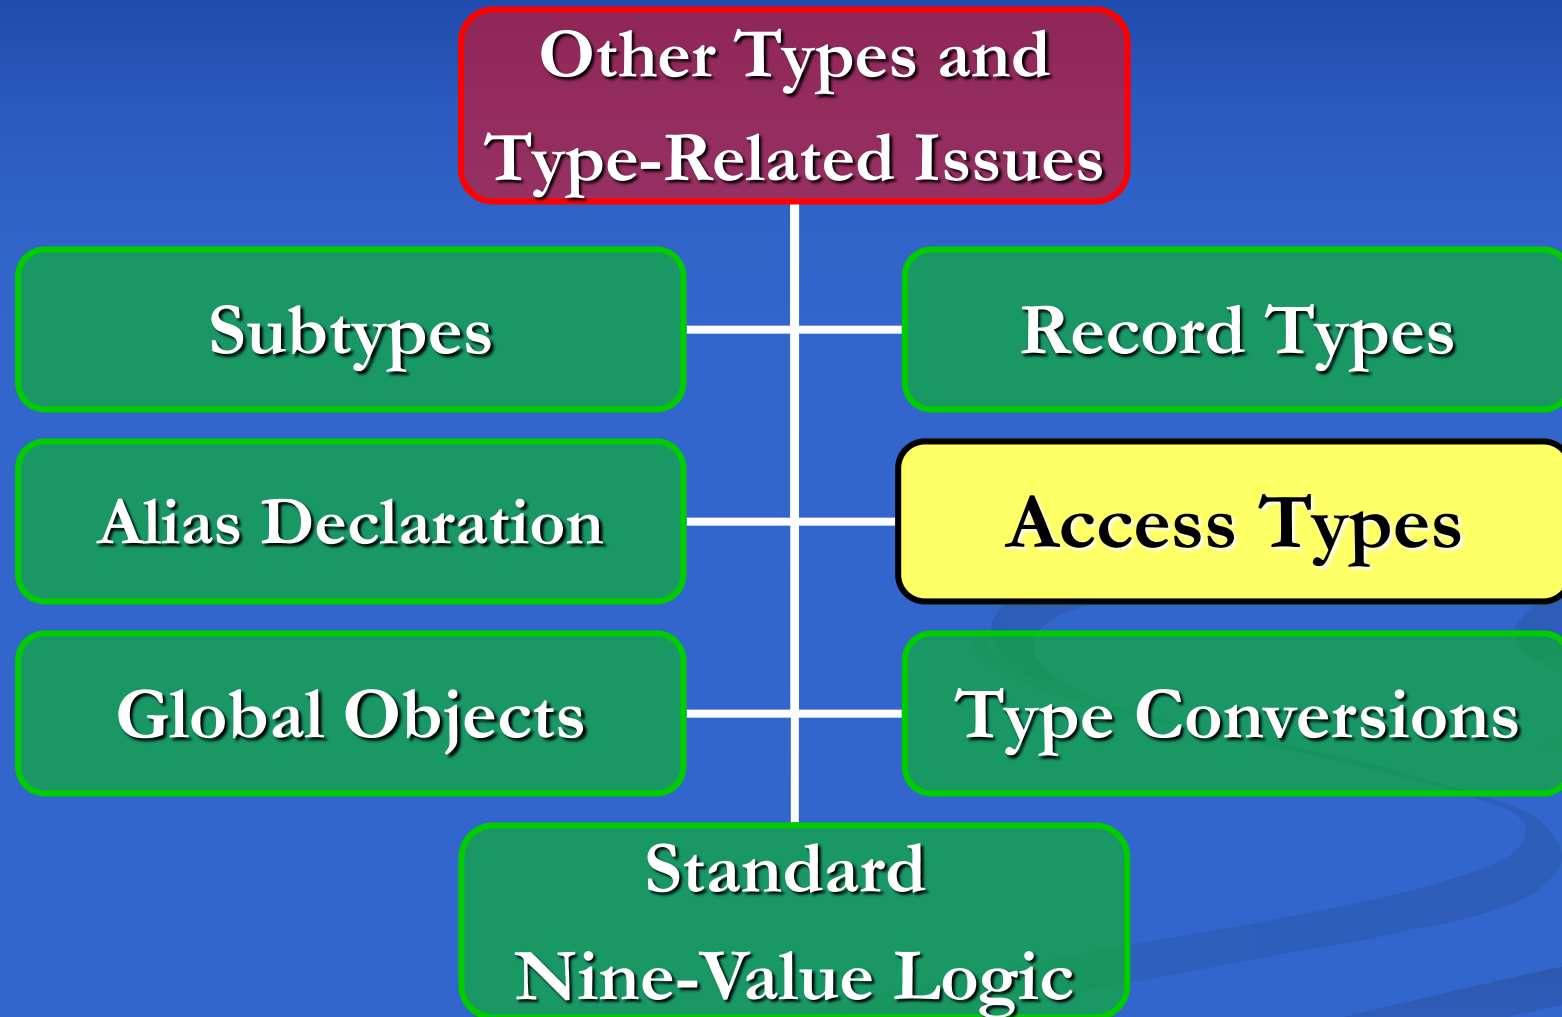 Other Types and
Type-Related Issues
Subtypes
Record Types
Alias Declaration
Access Types
Global Objects
Type Conversions
Standard
Nine-Value Logic